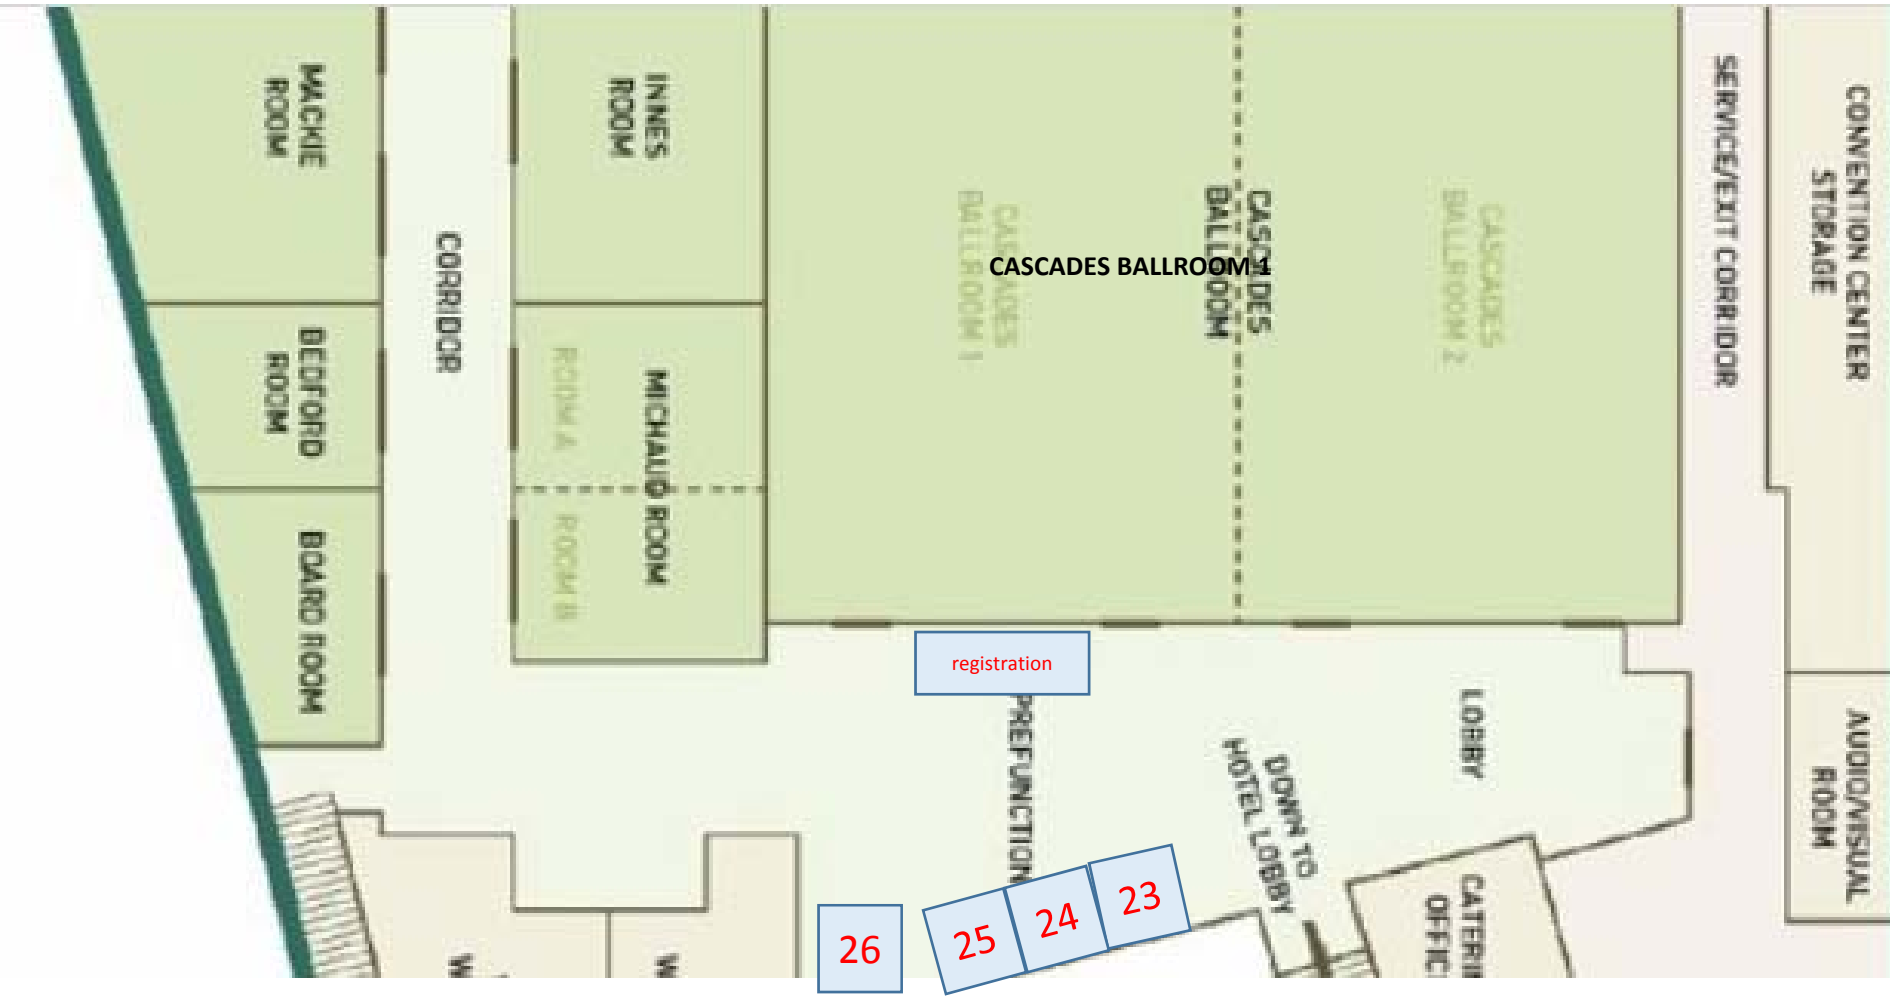 MACKIE
ROOM
BEDFORD
ROOM
BOARD ROOM
CORRIDOR
INNES
ROOM
MICHAUD ROOM
ROOM A
ROOM B
CASCADES
BALLROOM 1
CASCADES
BALLROOM
CASCADES BALLROOM 1
CASCADES
BALLROOM 2
SERVICE/EXIT CORRIDOR
CONVENTION CENTER
STORAGE
registration
PREFUNCTION
LOBBY
DOWN TO
HOTEL LOBBY
AUDIO/VISUAL
ROOM
CATERIN
OFFIC
23
24
25
26
W
W